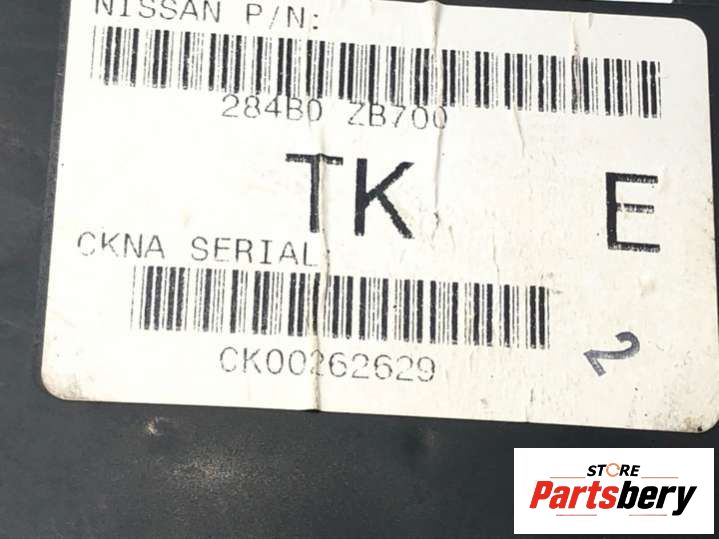 NISSAN P/N:
284B0 ZB700
TK E
CKNA SERIAL
CK00262629
2
STORE
Partsbery